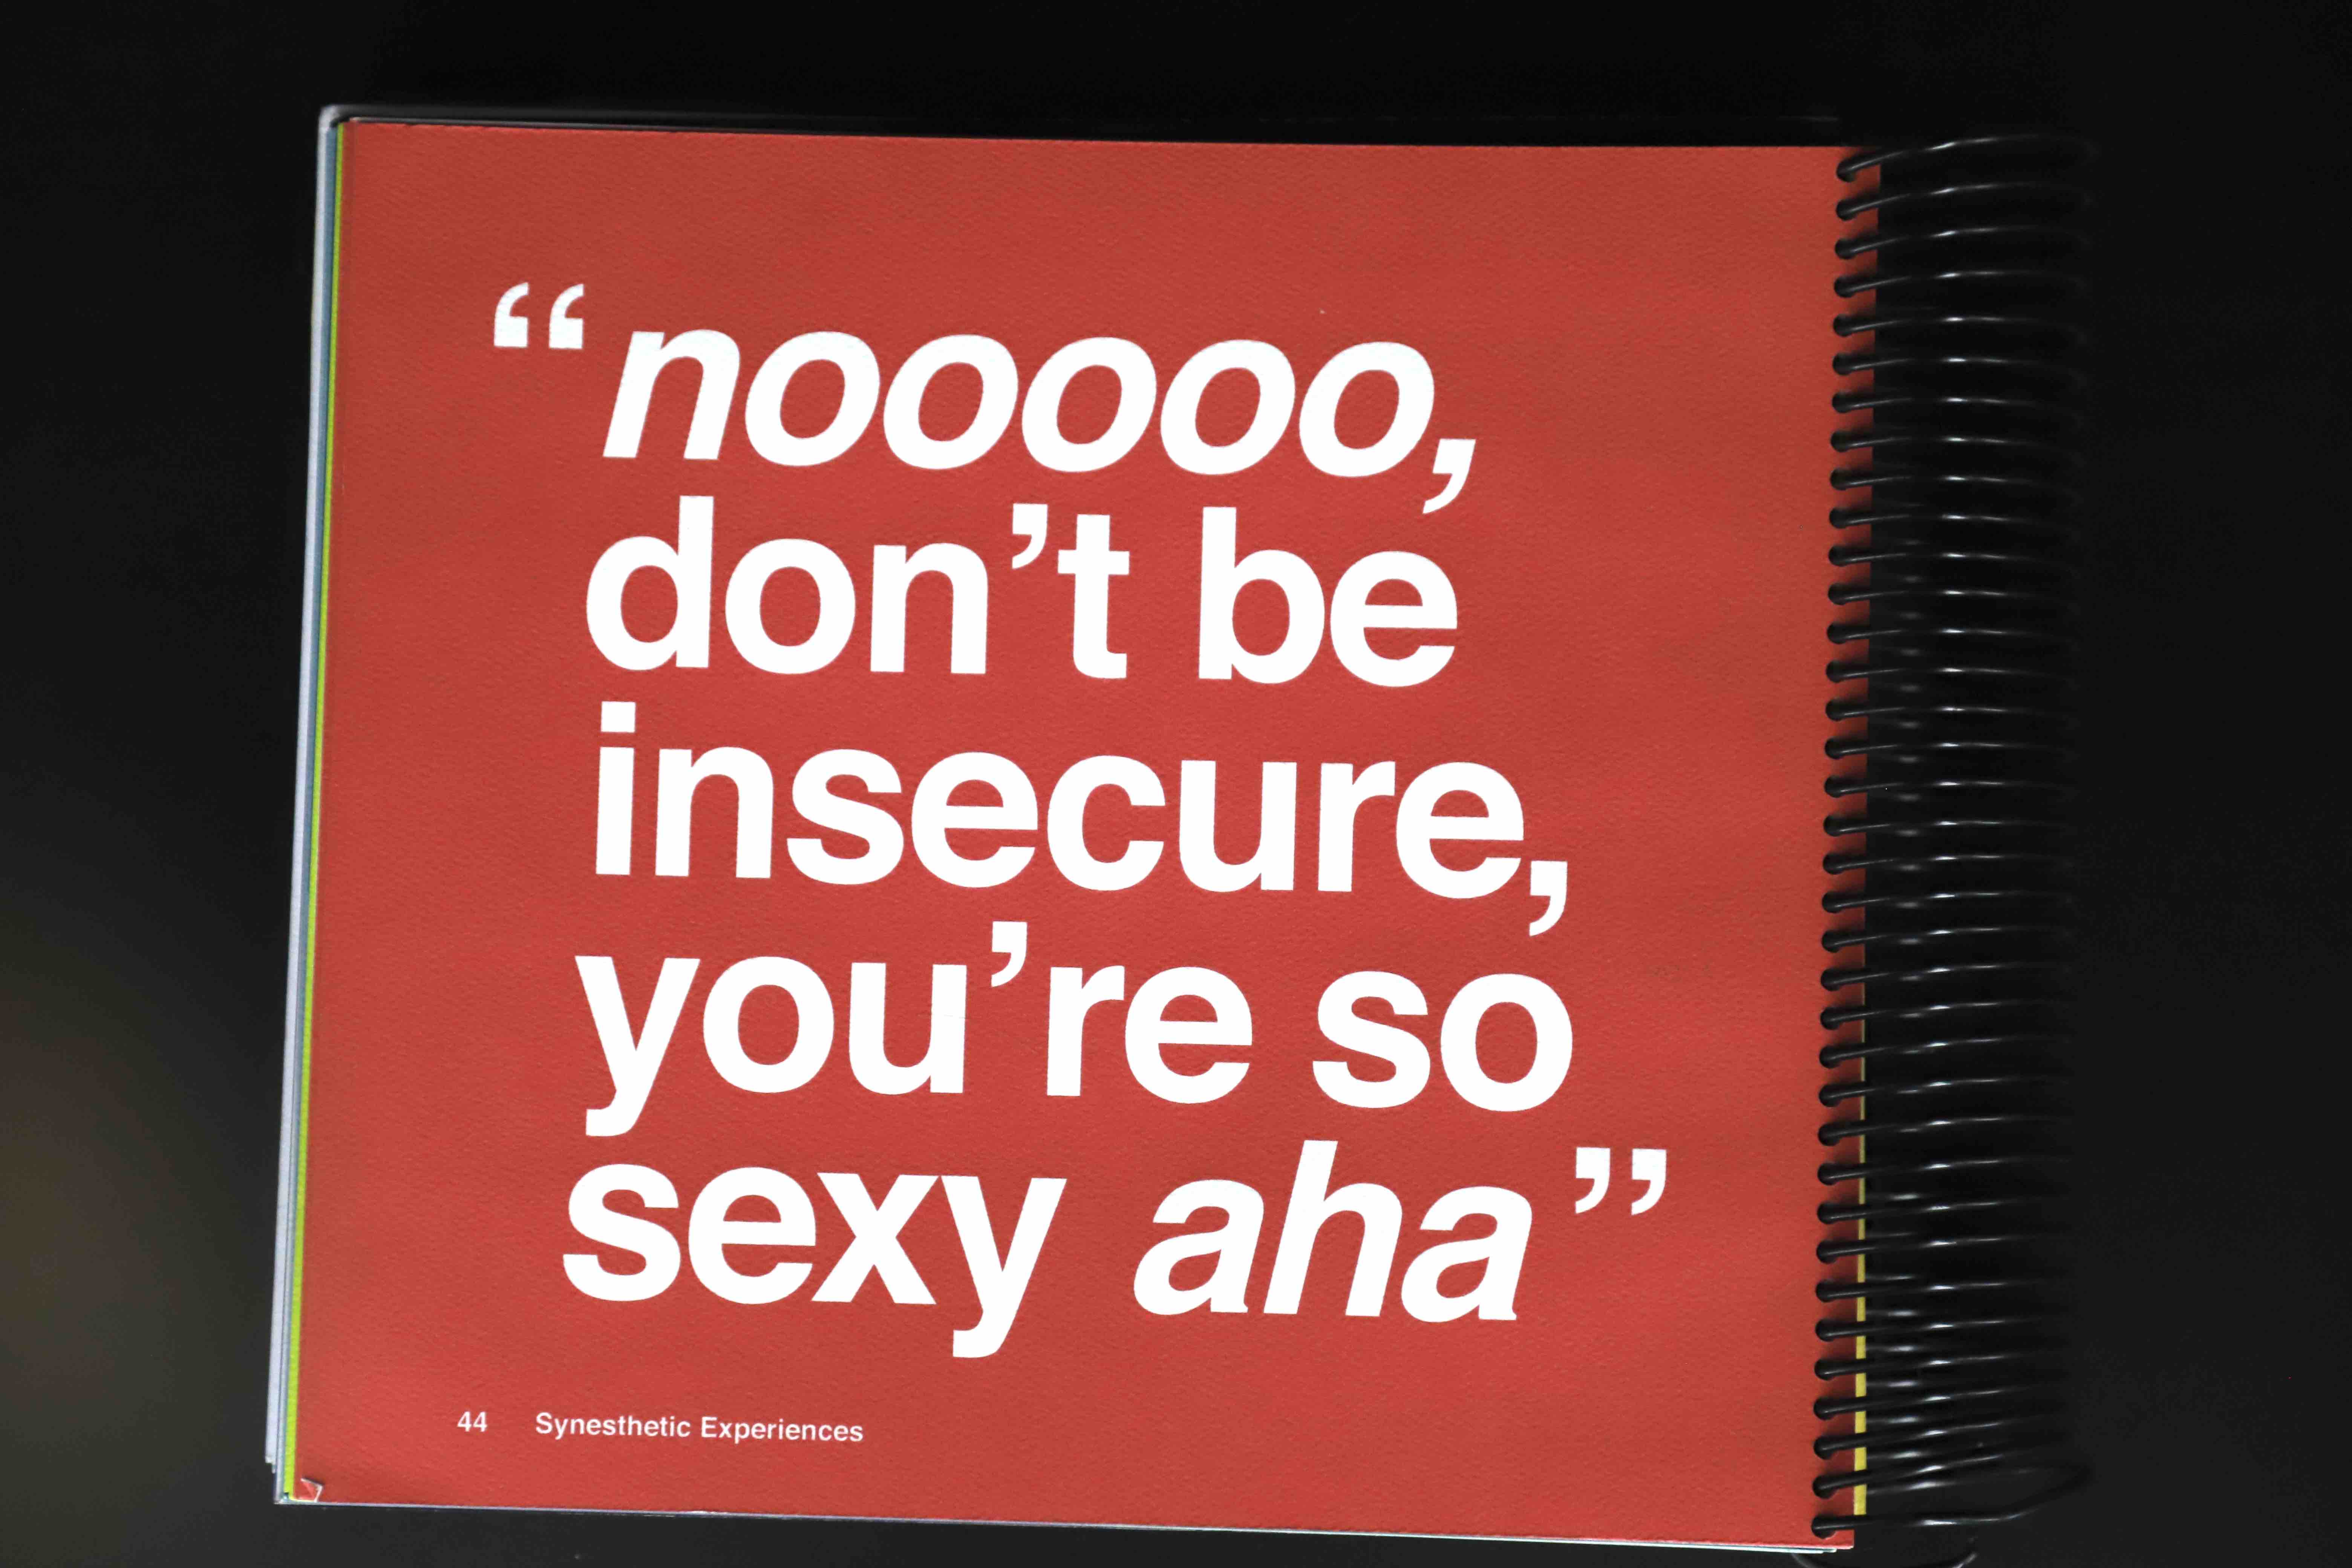 “nooooo,
don’t be
insecure,
you’re so
sexy aha”
44 Synesthetic Experiences